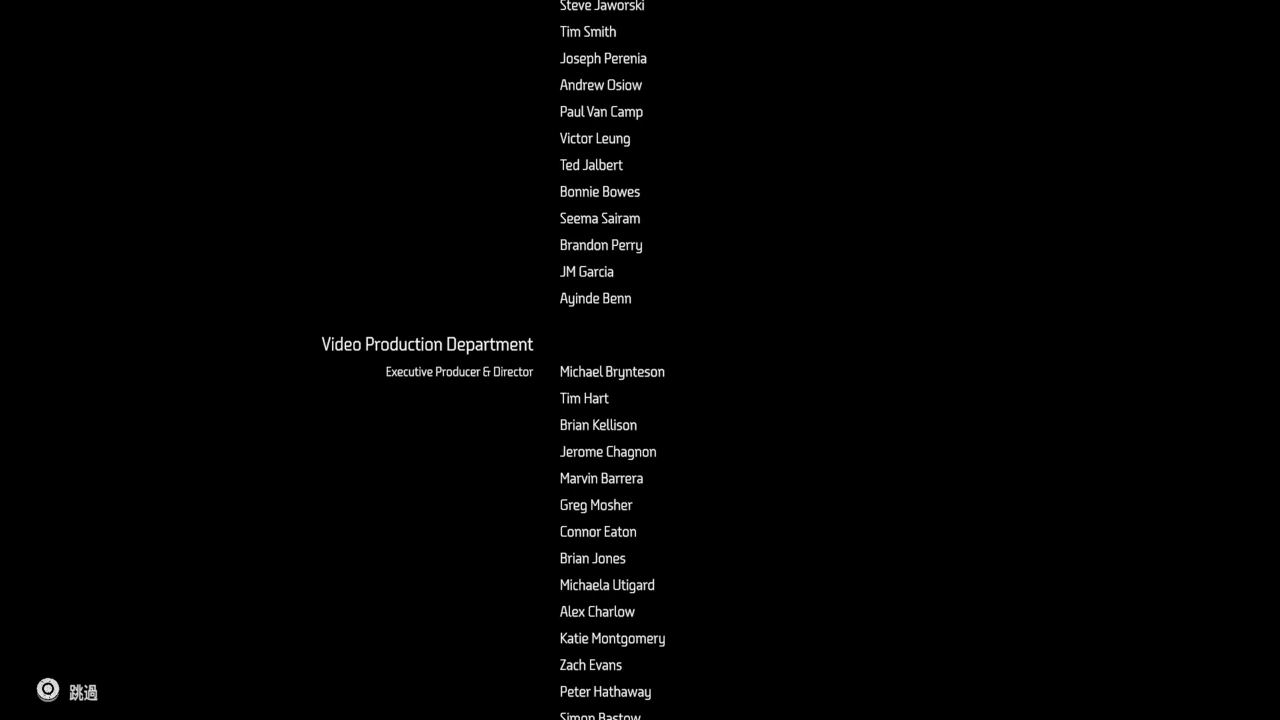 Steve Jaworski
Tim Smith
Joseph Perenia
Andrew Osiow
Paul Van Camp
Victor Leung
Ted Jalbert
Bonnie Bowes
Seema Sairam
Brandon Perry
JM Garcia
Ayinde Benn
Video Production Department
Executive Producer & Director Michael Brynteson
Tim Hart
Brian Kellison
Jerome Chagnon
Marvin Barrera
Greg Mosher
Connor Eaton
Brian Jones
Michaela Utigard
Alex Charlow
Katie Montgomery
Zach Evans
Peter Hathaway
Simon Bastow
跳過